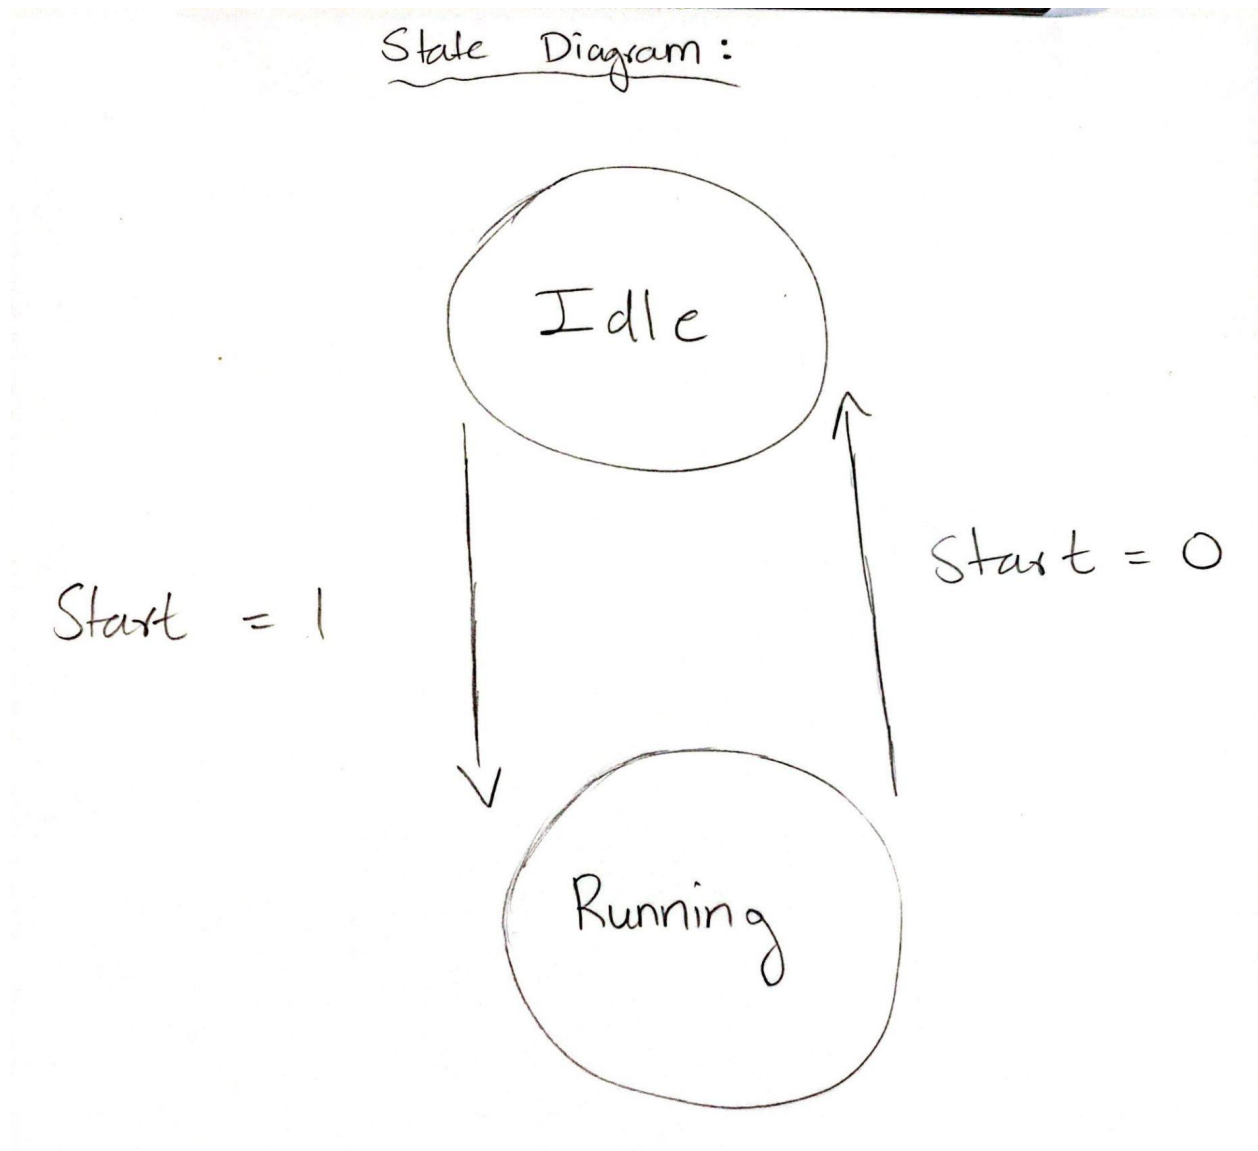 State Diagram:
Idle
Start = 0
Start = 1
Running